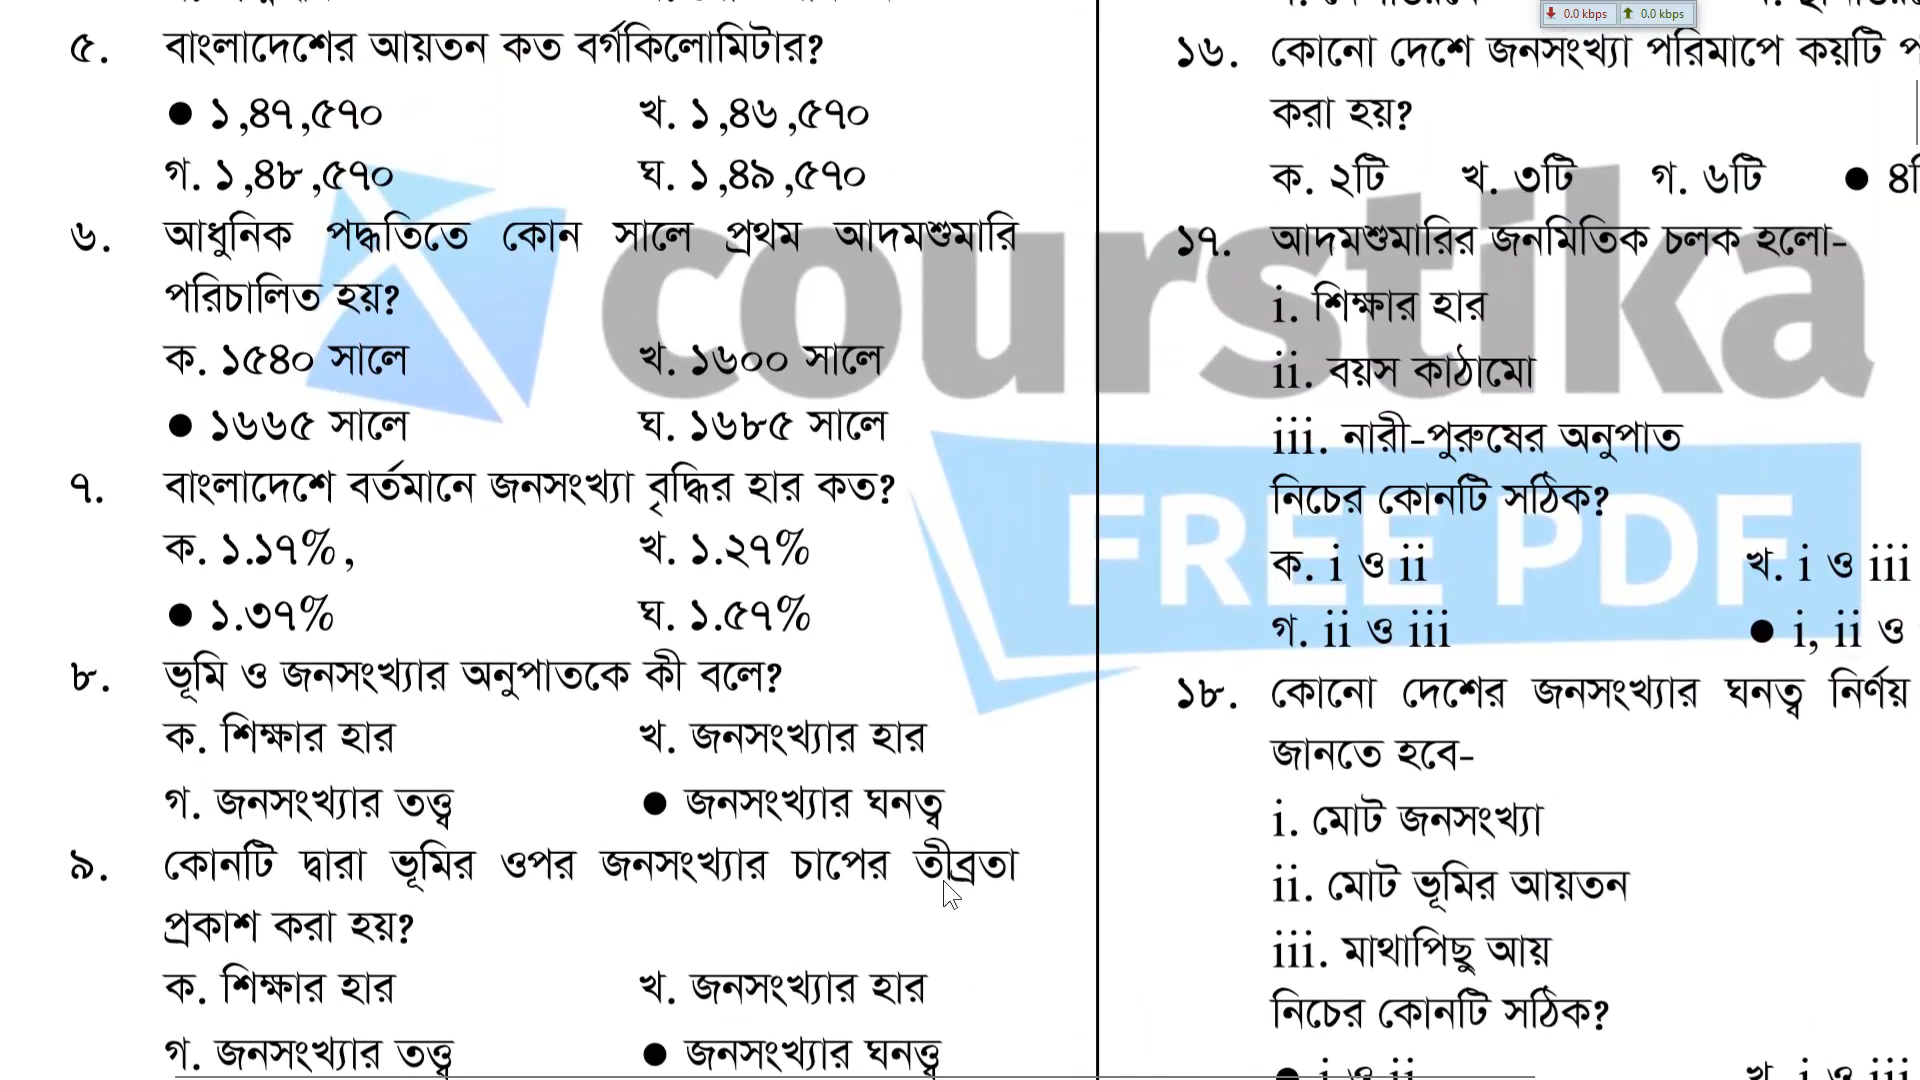 0.0 kbps 0.0 kbps
৫. বাংলাদেশের আয়তন কত বর্গকিলোমিটার?
● ১,৪৭,৫৭০ খ. ১,৪৬,৫৭০
গ. ১,৪৮,৫৭০ ঘ. ১,৪৯,৫৭০
৬. আধুনিক পদ্ধতিতে কোন সালে প্রথম আদমশুমারি
পরিচালিত হয়?
ক. ১৫৪০ সালে খ. ১৬০০ সালে
● ১৬৬৫ সালে ঘ. ১৬৮৫ সালে
৭. বাংলাদেশে বর্তমানে জনসংখ্যা বৃদ্ধির হার কত?
ক. ১.১৭%, খ. ১.২৭%
● ১.৩৭% ঘ. ১.৫৭%
৮. ভূমি ও জনসংখ্যার অনুপাতকে কী বলে?
ক. শিক্ষার হার খ. জনসংখ্যার হার
গ. জনসংখ্যার তত্ত্ব ● জনসংখ্যার ঘনত্ব
৯. কোনটি দ্বারা ভূমির ওপর জনসংখ্যার চাপের তীব্রতা
প্রকাশ করা হয়?
ক. শিক্ষার হার খ. জনসংখ্যার হার
গ. জনসংখ্যার তত্ত্ব ● জনসংখ্যার ঘনত্ত্ব
১৬. কোনো দেশে জনসংখ্যা পরিমাপে কয়টি
করা হয়?
ক. ২টি খ. ৩টি গ. ৬টি ● ৪টি
১৭. আদমশুমারির জনমিতিক চলক হলো-
i. শিক্ষার হার
ii. বয়স কাঠামো
iii. নারী-পুরুষের অনুপাত
নিচের কোনটি সঠিক?
ক. i ও ii খ. i ও iii
গ. ii ও iii ● i, ii ও
১৮. কোনো দেশের জনসংখ্যার ঘনত্ব নির্ণয়
জানতে হবে-
i. মোট জনসংখ্যা
ii. মোট ভূমির আয়তন
iii. মাথাপিছু আয়
নিচের কোনটি সঠিক?
● i ও ii খ. i ও iii
courstika
FREE PDF